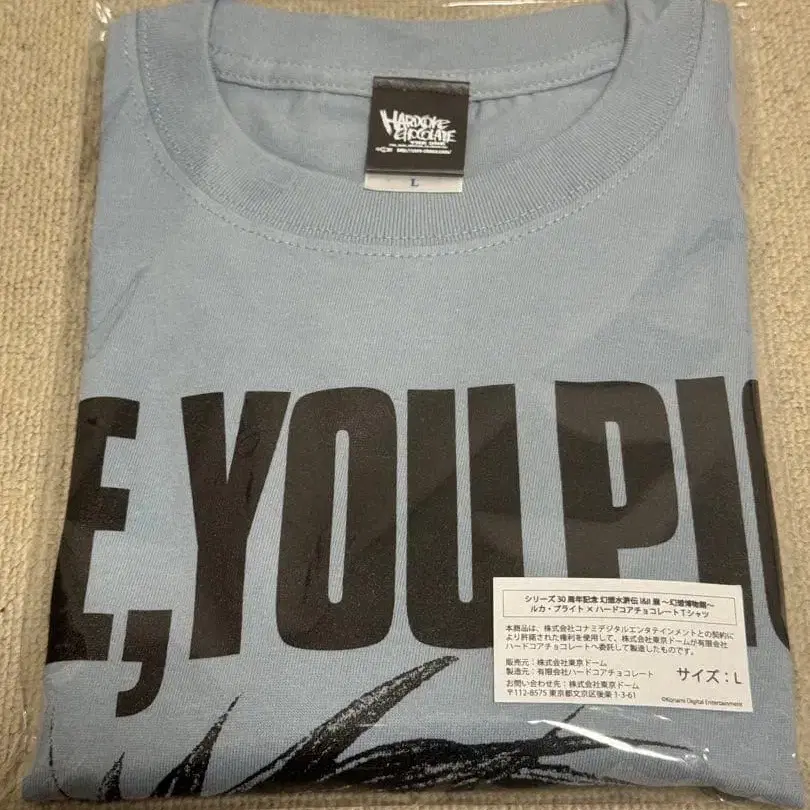 HARDCORE
CHOCOLATE
L
E, YOU PIG
シリーズ 30 周年記念 幻想水滸伝 I&II 展 ～幻想博物館～
ルカ・ブライト × ハードコアチョコレートTシャツ
本商品は、株式会社コナミデジタルエンタテインメントとの契約に
より許諾された権利を使用して、株式会社東京ドームが有限会社
ハードコアチョコレートへ委託して製造したものです。
販売元：株式会社東京ドーム
製造元：有限会社ハードコアチョコレート
お問い合わせ先：株式会社東京ドーム
〒112-8575 東京都文京区後楽 1-3-61
サイズ：L
©Konami Digital Entertainment